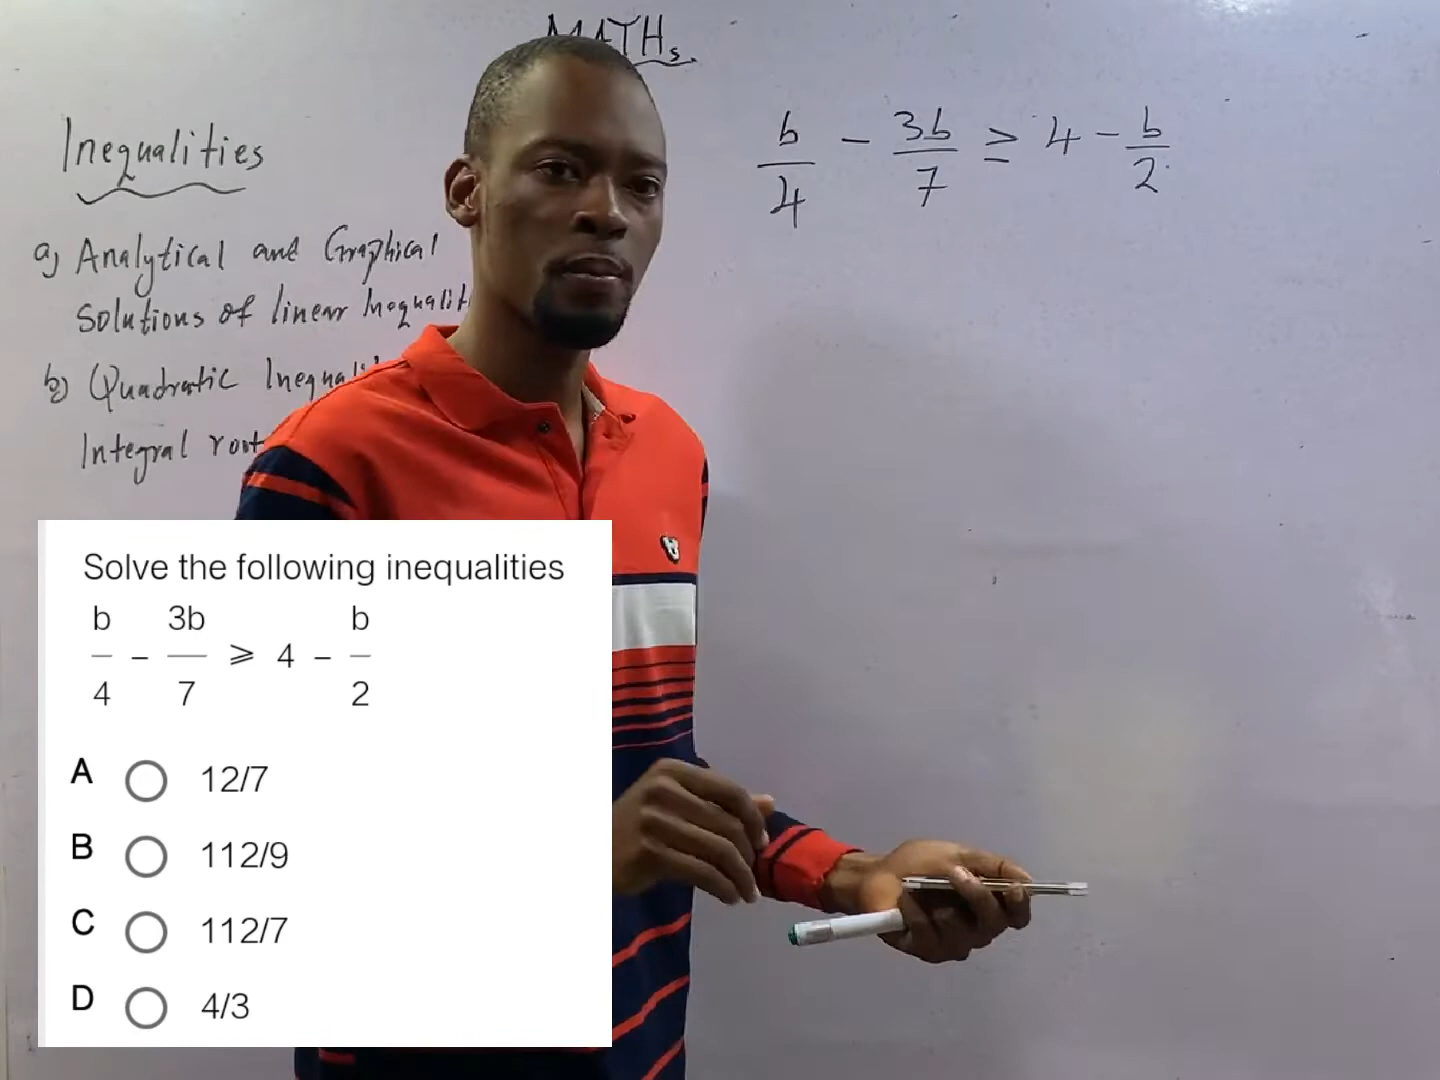 MATHs.
Inequalities
a) Analytical and Graphical
Solutions of linear
b) Quadratic
Integral
b/4 - 3b/7 ≥ 4 - b/2
Solve the following inequalities
b/4 - 3b/7 ⩾ 4 - b/2
A 12/7
B 112/9
C 112/7
D 4/3